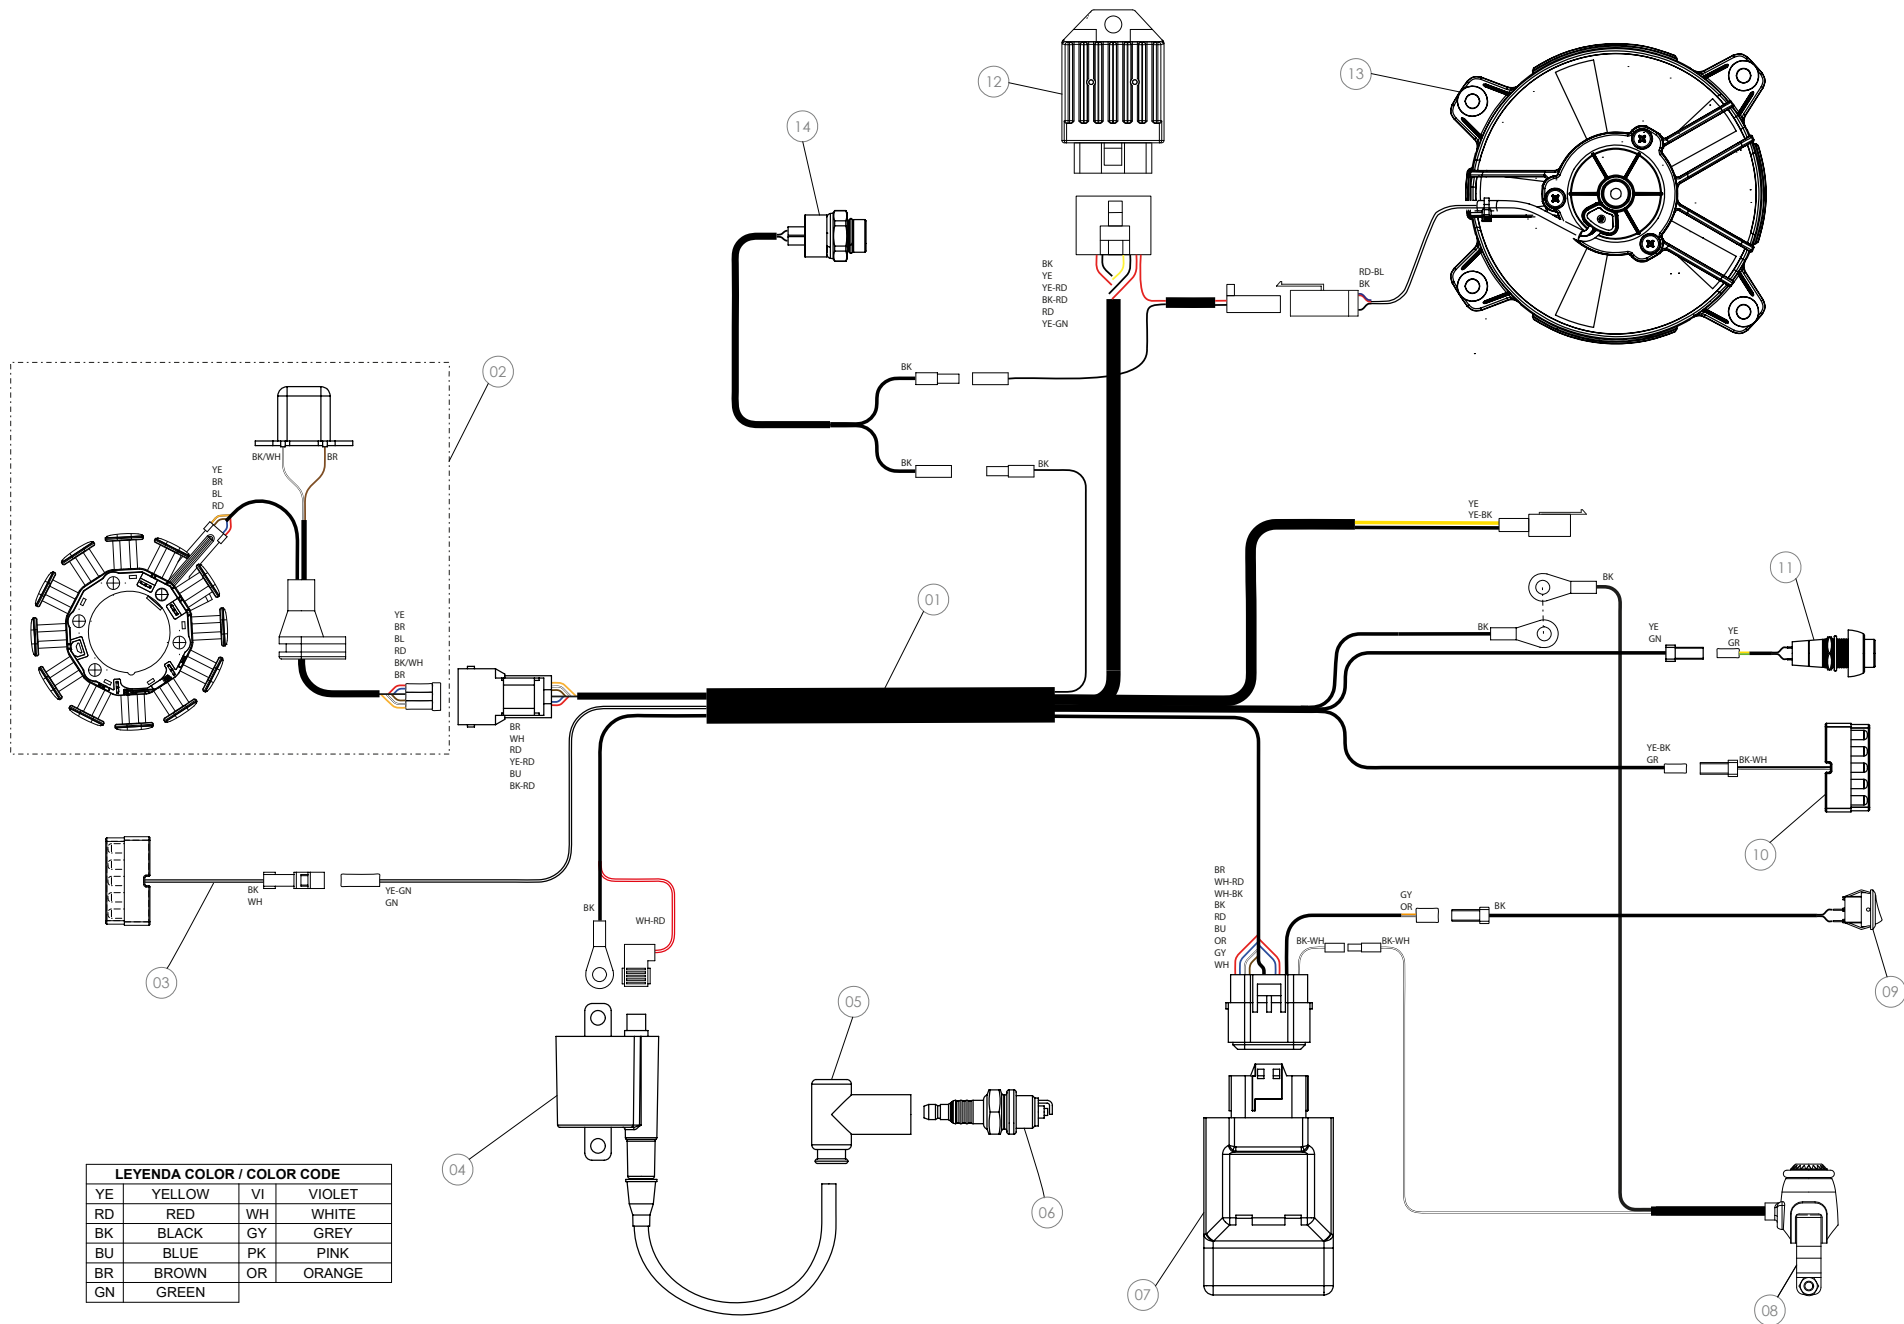 12
13
14
BK
YE
YE-RD
BK-RD
RD
YE-GN
RD-BL
BK
02
BK
BK/WH
BR
YE
BR
BL
RD
BK
BK
YE
YE-BK
01
11
BK
YE
BR
BL
RD
BK/WH
BR
BK
YE
GN
YE
GR
BR
WH
RD
YE-RD
BU
BK-RD
YE-BK
GR
BK-WH
10
BK
WH
YE-GN
GN
BK
WH-RD
BR
WH-RD
WH-BK
BK
RD
BU
OR
GY
WH
GY
OR
BK
BK-WH
BK-WH
03
09
05
04
06
07
08
LEYENDA COLOR / COLOR CODE
YE YELLOW VI VIOLET
RD RED WH WHITE
BK BLACK GY GREY
BU BLUE PK PINK
BR BROWN OR ORANGE
GN GREEN